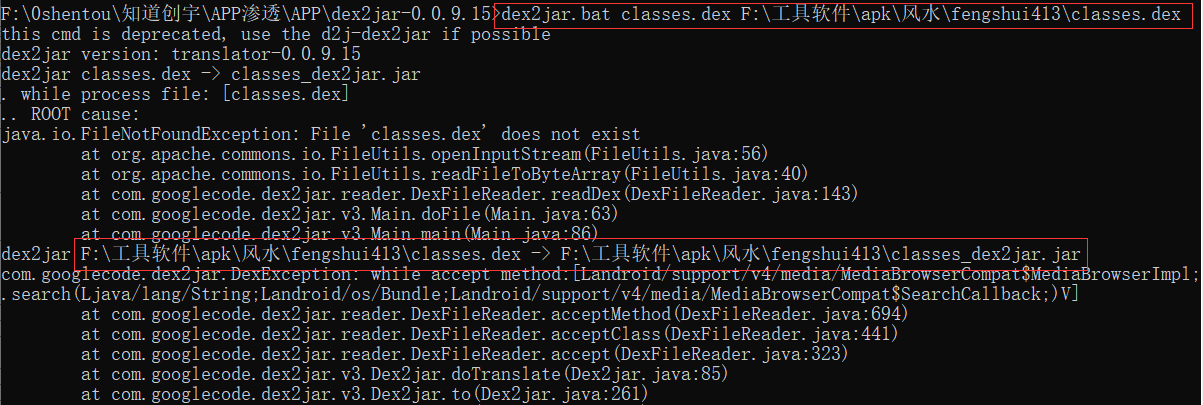 F:\0shentou\知道创宇\APP渗透\APP\dex2jar-0.0.9.15>dex2jar.bat classes.dex F:\工具软件\apk\风水\fengshui413\classes.dex
this cmd is deprecated, use the d2j-dex2jar if possible
dex2jar version: translator-0.0.9.15
dex2jar classes.dex -> classes_dex2jar.jar
. while process file: [classes.dex]
.. ROOT cause:
java.io.FileNotFoundException: File 'classes.dex' does not exist
        at org.apache.commons.io.FileUtils.openInputStream(FileUtils.java:56)
        at org.apache.commons.io.FileUtils.readFileToByteArray(FileUtils.java:40)
        at com.googlecode.dex2jar.reader.DexFileReader.readDex(DexFileReader.java:143)
        at com.googlecode.dex2jar.v3.Main.doFile(Main.java:63)
        at com.googlecode.dex2jar.v3.Main.main(Main.java:86)
dex2jar F:\工具软件\apk\风水\fengshui413\classes.dex -> F:\工具软件\apk\风水\fengshui413\classes_dex2jar.jar
com.googlecode.dex2jar.DexException: while accept method:[Landroid/support/v4/media/MediaBrowserCompat$MediaBrowserImpl;
.search(Ljava/lang/String;Landroid/os/Bundle;Landroid/support/v4/media/MediaBrowserCompat$SearchCallback;)V]
        at com.googlecode.dex2jar.reader.DexFileReader.acceptMethod(DexFileReader.java:694)
        at com.googlecode.dex2jar.reader.DexFileReader.acceptClass(DexFileReader.java:441)
        at com.googlecode.dex2jar.reader.DexFileReader.accept(DexFileReader.java:323)
        at com.googlecode.dex2jar.v3.Dex2jar.doTranslate(Dex2jar.java:85)
        at com.googlecode.dex2jar.v3.Dex2jar.to(Dex2jar.java:261)